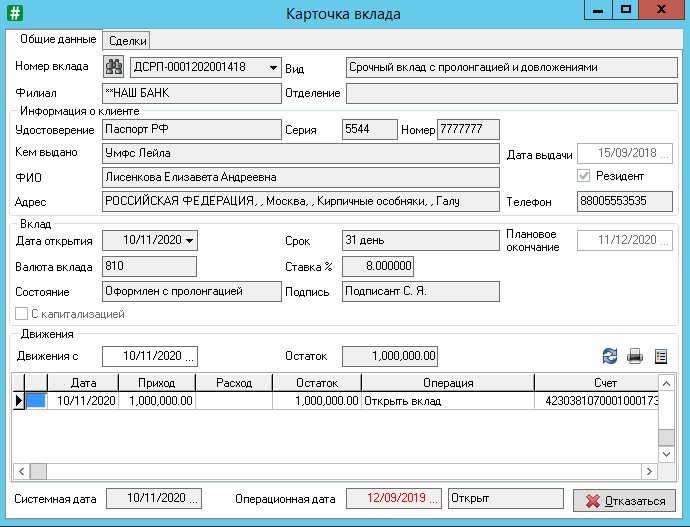 Карточка вклада
Общие данные Сделки
Номер вклада ДСРП-0001202001418 Вид Срочный вклад с пролонгацией и довложениями
Филиал **НАШ БАНК Отделение
Информация о клиенте
Удостоверение Паспорт РФ Серия 5544 Номер 7777777
Кем выдано Умфс Лейла Дата выдачи 15/09/2018 ...
ФИО Лисенкова Елизавета Андреевна Резидент
Адрес РОССИЙСКАЯ ФЕДЕРАЦИЯ, , Москва, , Кирпичные особняки, , Галу Телефон 88005553535
Вклад
Дата открытия 10/11/2020 Срок 31 день Плановое окончание 11/12/2020 ...
Валюта вклада 810 Ставка % 8.000000
Состояние Оформлен с пролонгацией Подпись Подписант С. Я.
С капитализацией
Движения
Движения с 10/11/2020 ... Остаток 1,000,000.00
Дата Приход Расход Остаток Операция Счет
10/11/2020 1,000,000.00 1,000,000.00 Открыть вклад 4230381070001000173
Системная дата 10/11/2020 ... Операционная дата 12/09/2019 ... Открыт Отказаться